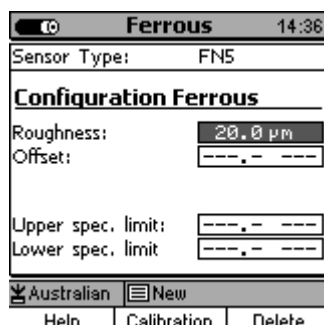 Ferrous 14:36
Sensor Type: FN5
Configuration Ferrous
Roughness: 20.0 µm
Offset: ---.- ---
Upper spec. limit: ---.- ---
Lower spec. limit ---.- ---
Australian New
Help Calibration Delete